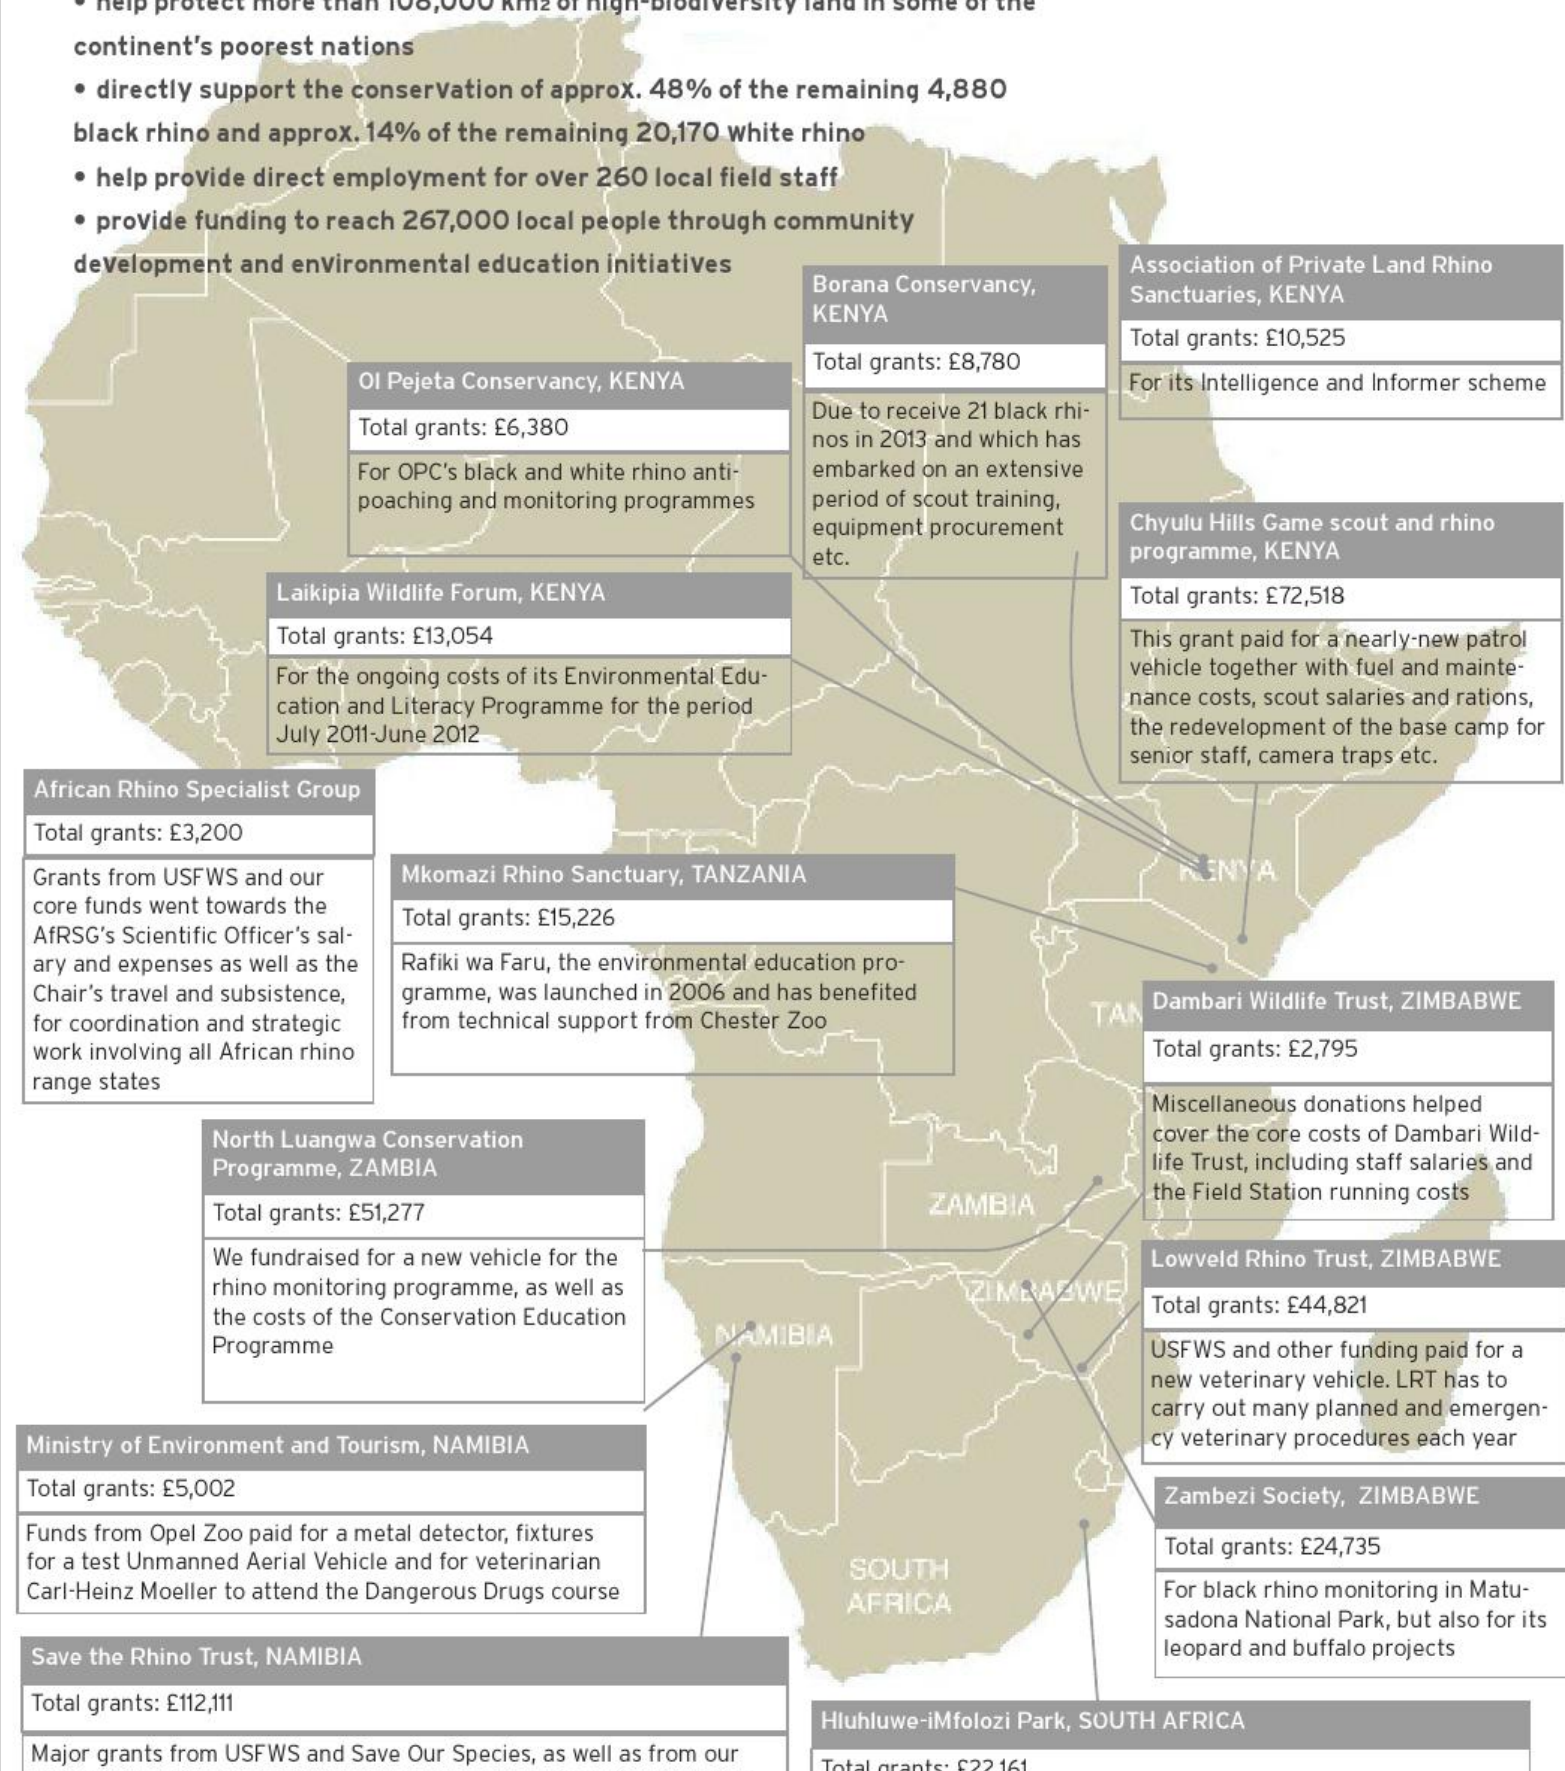 • help protect more than 108,000 km2 of high-biodiversity land in some of the
continent's poorest nations
• directly support the conservation of approx. 48% of the remaining 4,880
black rhino and approx. 14% of the remaining 20,170 white rhino
• help provide direct employment for over 260 local field staff
• provide funding to reach 267,000 local people through community
development and environmental education initiatives
Borana Conservancy,
KENYA
Total grants: £8,780
Due to receive 21 black rhi-
nos in 2013 and which has
embarked on an extensive
period of scout training,
equipment procurement
etc.
Association of Private Land Rhino
Sanctuaries, KENYA
Total grants: £10,525
For its Intelligence and Informer scheme
Ol Pejeta Conservancy, KENYA
Total grants: £6,380
For OPC's black and white rhino anti-
poaching and monitoring programmes
Chyulu Hills Game scout and rhino
programme, KENYA
Total grants: £72,518
This grant paid for a nearly-new patrol
vehicle together with fuel and mainte-
nance costs, scout salaries and rations,
the redevelopment of the base camp for
senior staff, camera traps etc.
Laikipia Wildlife Forum, KENYA
Total grants: £13,054
For the ongoing costs of its Environmental Edu-
cation and Literacy Programme for the period
July 2011-June 2012
African Rhino Specialist Group
Total grants: £3,200
Grants from USFWS and our
core funds went towards the
AfRSG's Scientific Officer's sal-
ary and expenses as well as the
Chair's travel and subsistence,
for coordination and strategic
work involving all African rhino
range states
Mkomazi Rhino Sanctuary, TANZANIA
Total grants: £15,226
Rafiki wa Faru, the environmental education pro-
gramme, was launched in 2006 and has benefited
from technical support from Chester Zoo
KENYA
TAN
Dambari Wildlife Trust, ZIMBABWE
Total grants: £2,795
Miscellaneous donations helped
cover the core costs of Dambari Wild-
life Trust, including staff salaries and
the Field Station running costs
North Luangwa Conservation
Programme, ZAMBIA
Total grants: £51,277
We fundraised for a new vehicle for the
rhino monitoring programme, as well as
the costs of the Conservation Education
Programme
ZAMBIA
Lowveld Rhino Trust, ZIMBABWE
Total grants: £44,821
USFWS and other funding paid for a
new veterinary vehicle. LRT has to
carry out many planned and emergen-
cy veterinary procedures each year
ZIMBABWE
NAMIBIA
Ministry of Environment and Tourism, NAMIBIA
Total grants: £5,002
Funds from Opel Zoo paid for a metal detector, fixtures
for a test Unmanned Aerial Vehicle and for veterinarian
Carl-Heinz Moeller to attend the Dangerous Drugs course
Zambezi Society, ZIMBABWE
Total grants: £24,735
For black rhino monitoring in Matu-
sadona National Park, but also for its
leopard and buffalo projects
SOUTH
AFRICA
Save the Rhino Trust, NAMIBIA
Total grants: £112,111
Major grants from USFWS and Save Our Species, as well as from our
Hluhluwe-iMfolozi Park, SOUTH AFRICA
Total grants: £22,161